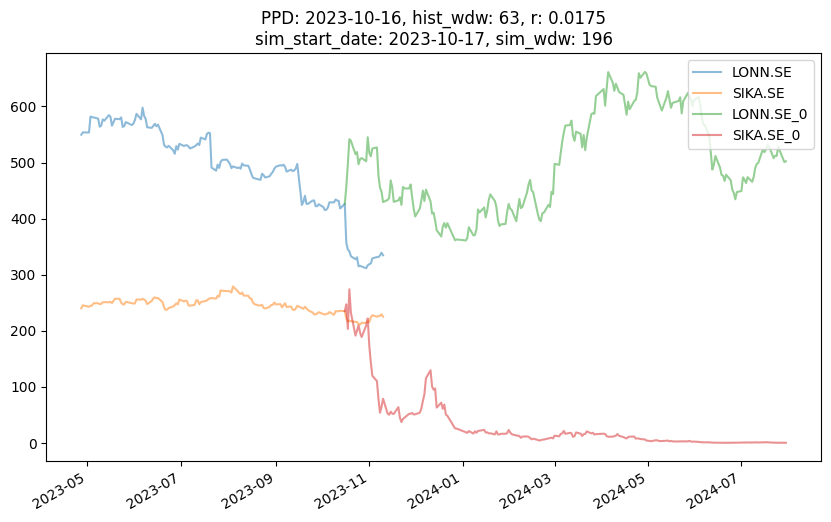 PPD: 2023-10-16, hist_wdw: 63, r: 0.0175
sim_start_date: 2023-10-17, sim_wdw: 196
LONN.SE
SIKA.SE
LONN.SE_0
SIKA.SE_0
600
500
400
300
200
100
0
2023-05
2023-07
2023-09
2023-11
2024-01
2024-03
2024-05
2024-07